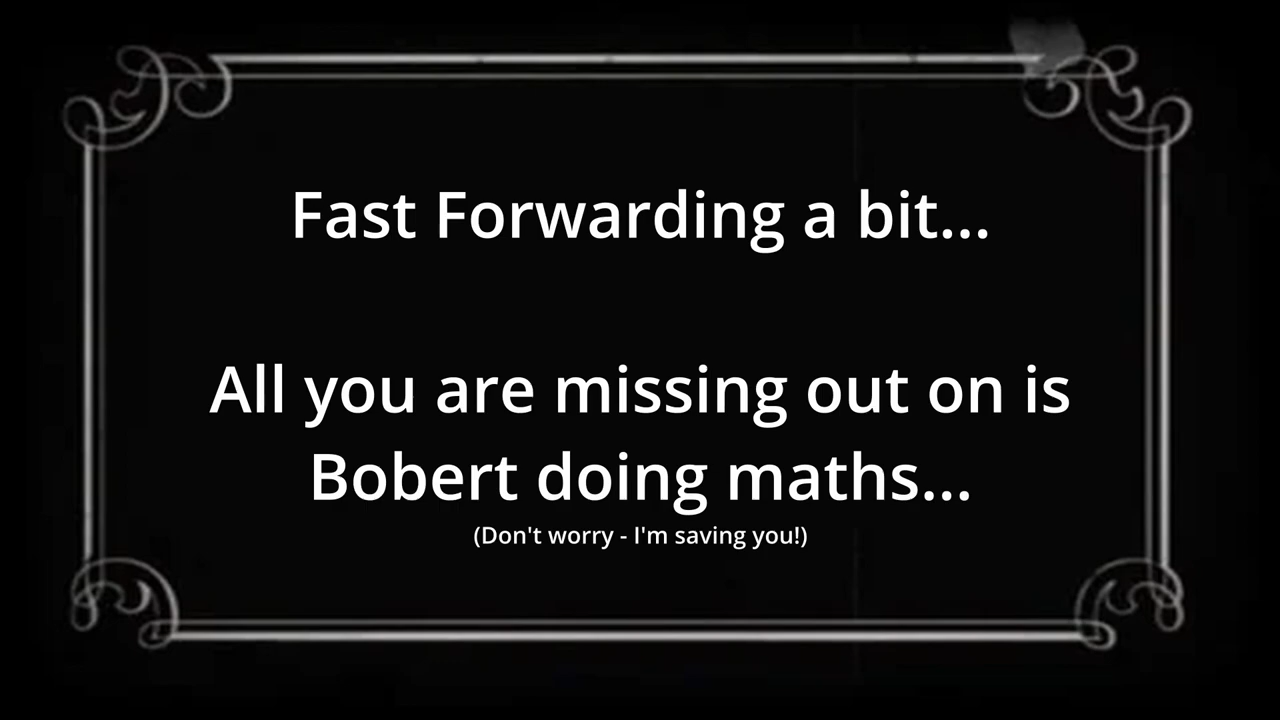 Fast Forwarding a bit...
All you are missing out on is
Bobert doing maths...
(Don't worry - I'm saving you!)